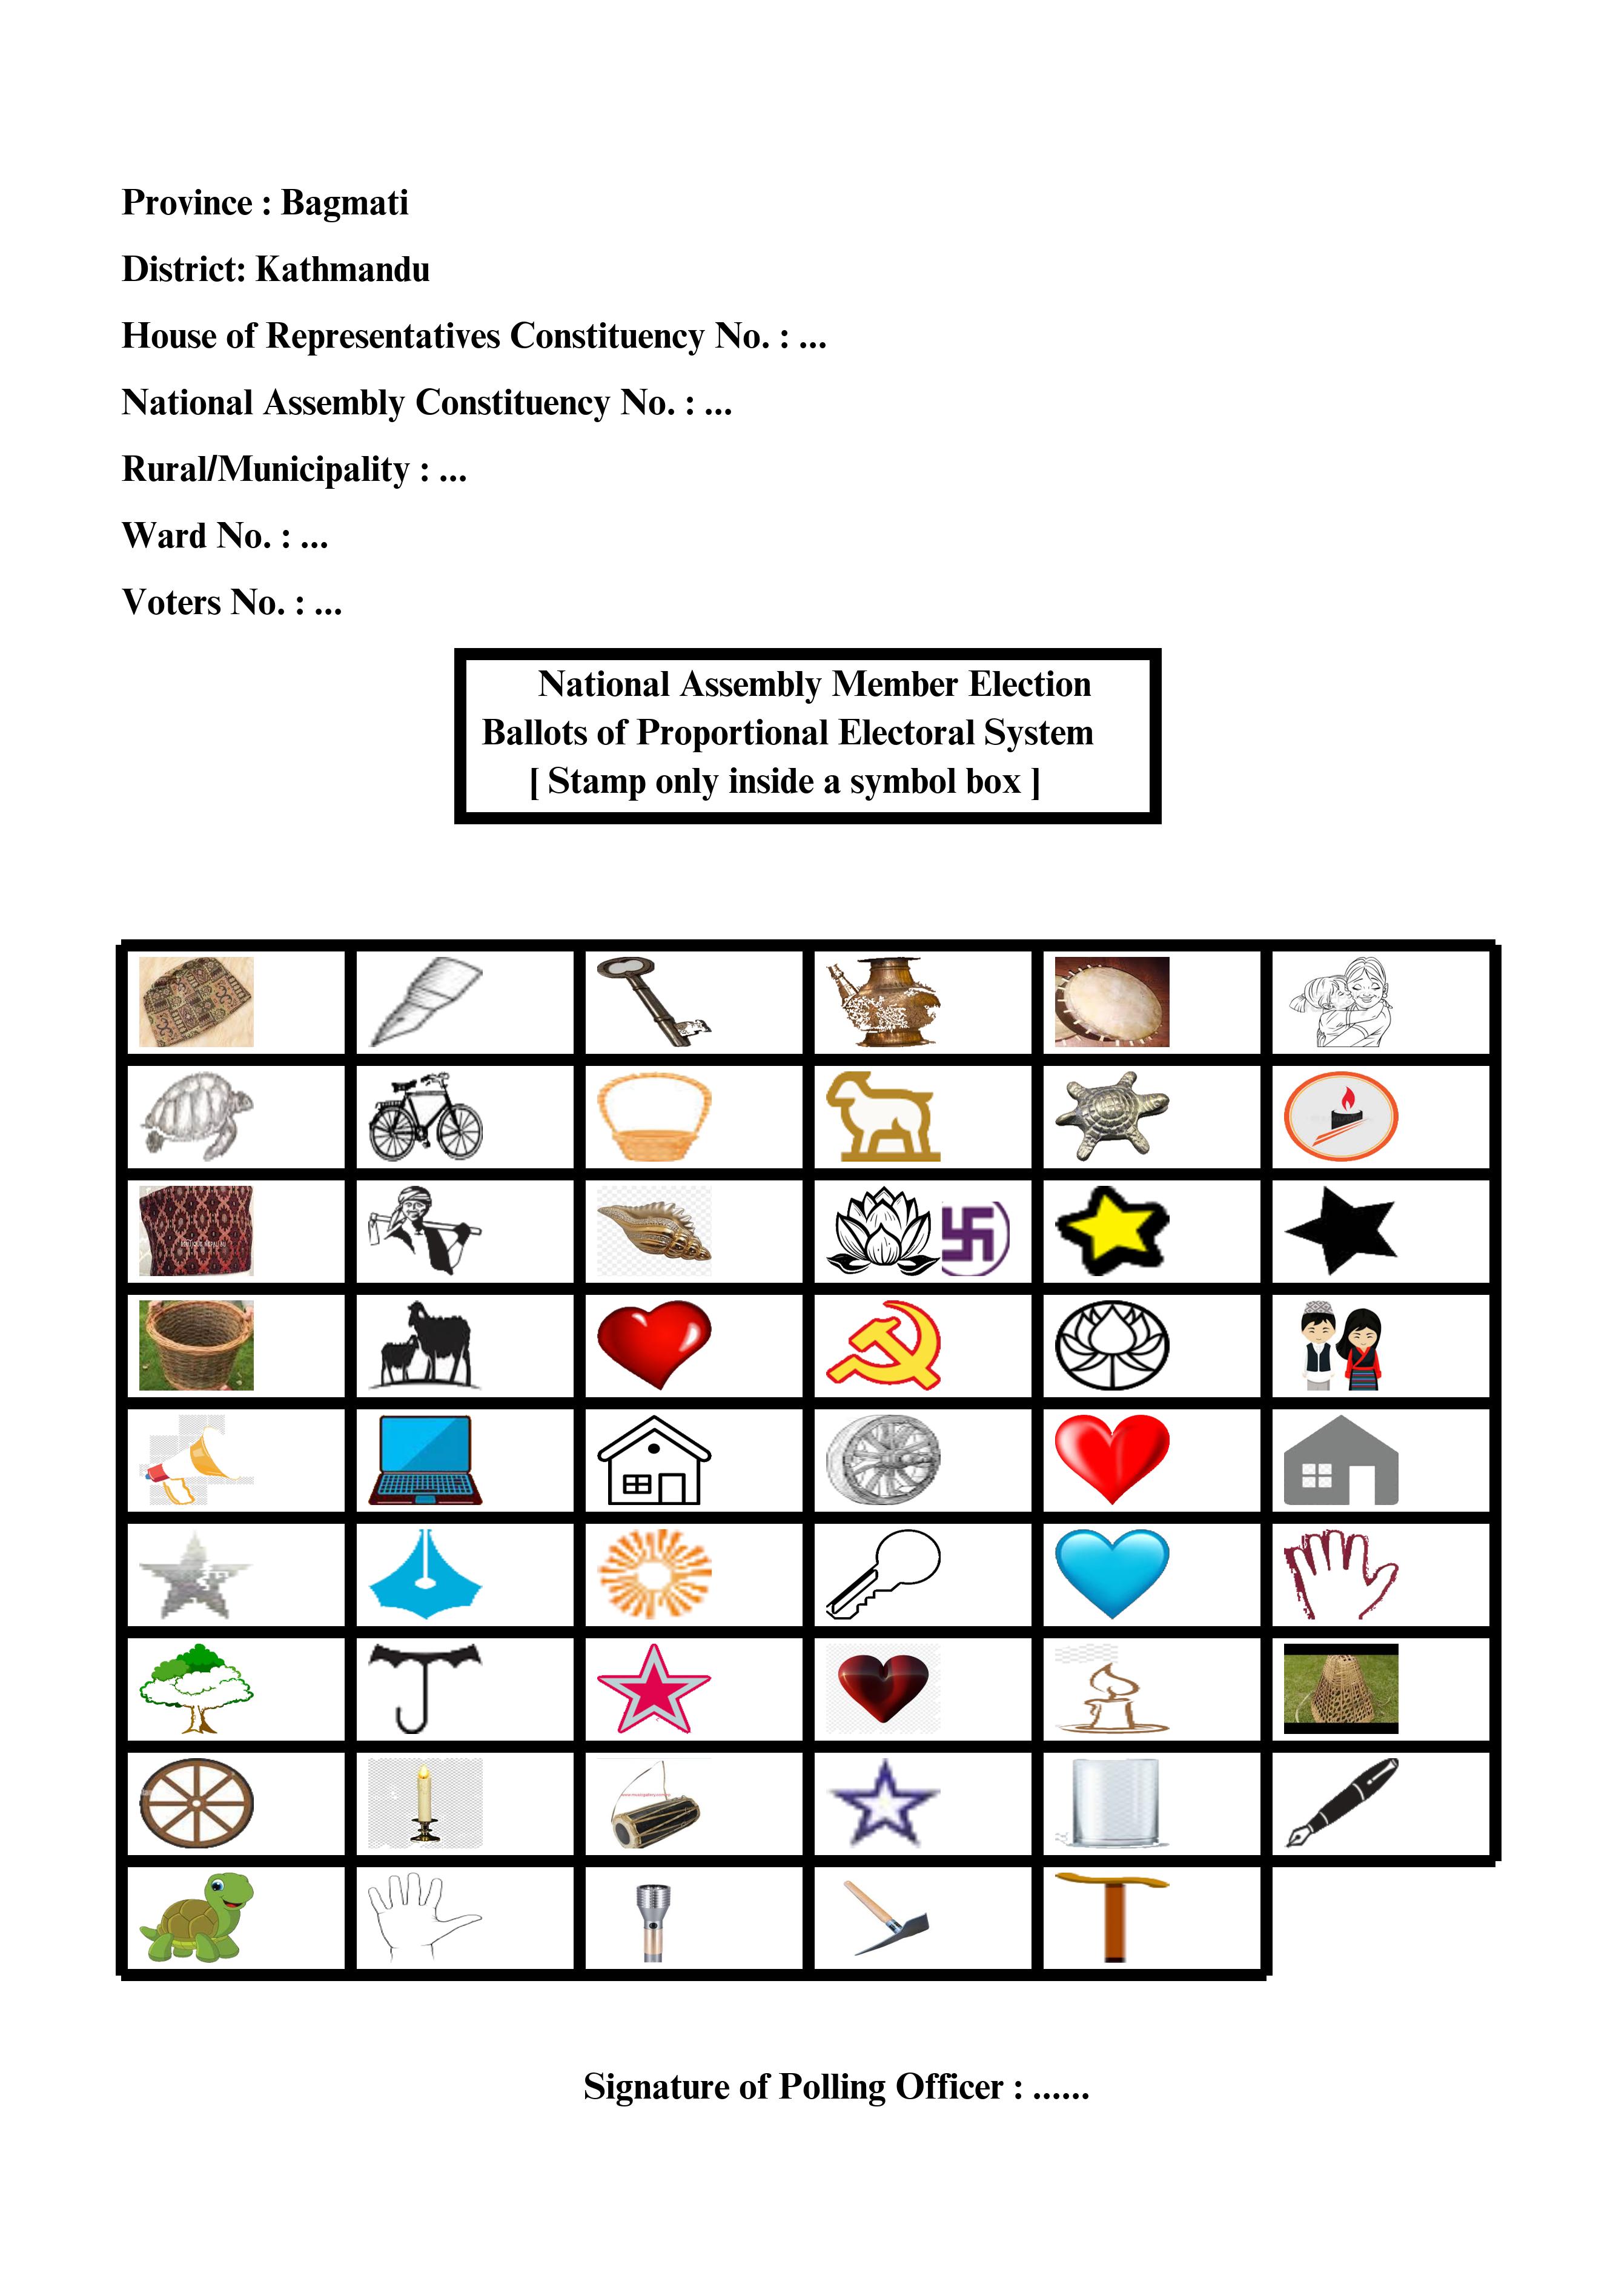 Province : Bagmati
District: Kathmandu
House of Representatives Constituency No. : ...
National Assembly Constituency No. : ...
Rural/Municipality : ...
Ward No. : ...
Voters No. : ...
National Assembly Member Election
Ballots of Proportional Electoral System
[ Stamp only inside a symbol box ]
Signature of Polling Officer : ......